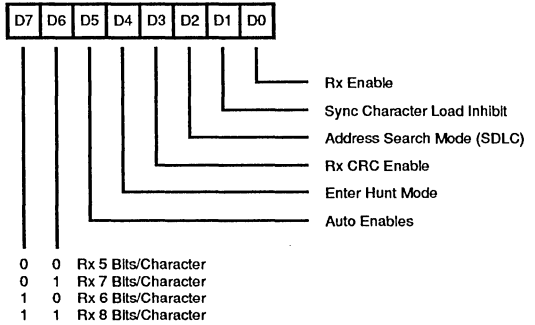 D7 D6 D5 D4 D3 D2 D1 D0
Rx Enable
Sync Character Load Inhibit
Address Search Mode (SDLC)
Rx CRC Enable
Enter Hunt Mode
Auto Enables
0 0 Rx 5 Bits/Character
0 1 Rx 7 Bits/Character
1 0 Rx 6 Bits/Character
1 1 Rx 8 Bits/Character